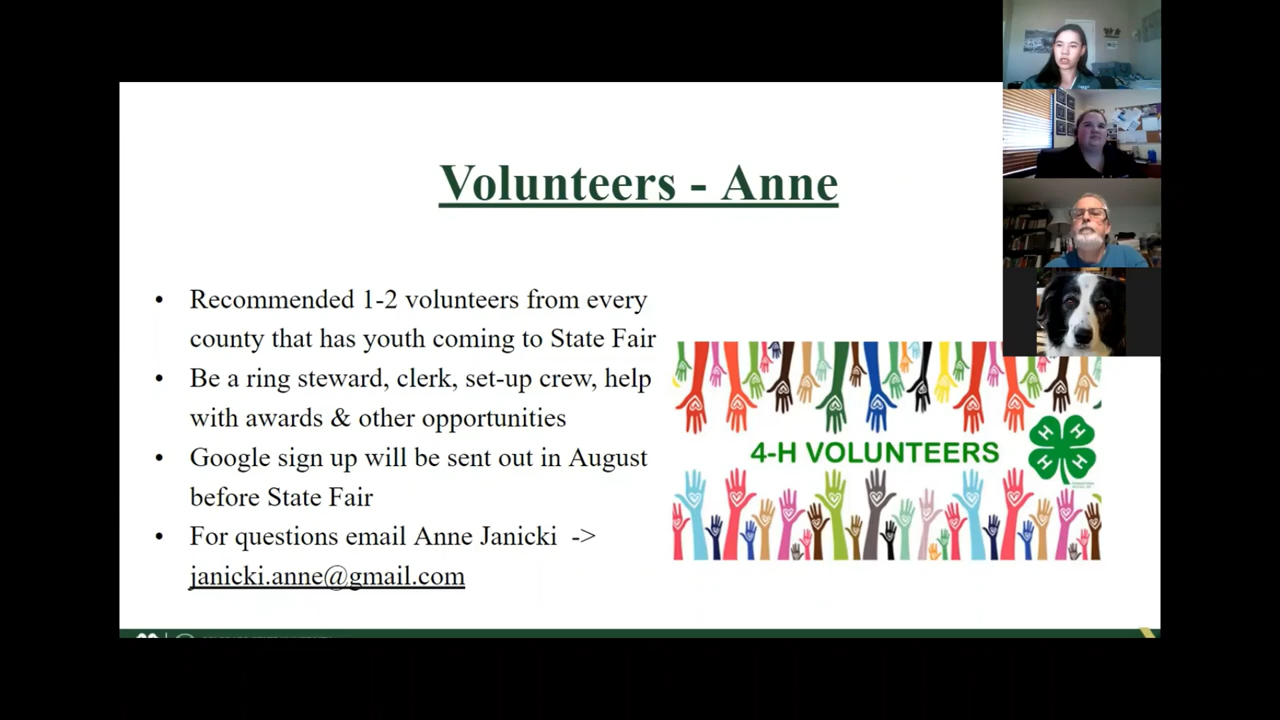 Volunteers - Anne
• Recommended 1-2 volunteers from every
county that has youth coming to State Fair
• Be a ring steward, clerk, set-up crew, help
with awards & other opportunities
• Google sign up will be sent out in August
before State Fair
• For questions email Anne Janicki ->
janicki.anne@gmail.com
4-H VOLUNTEERS
H H
H H